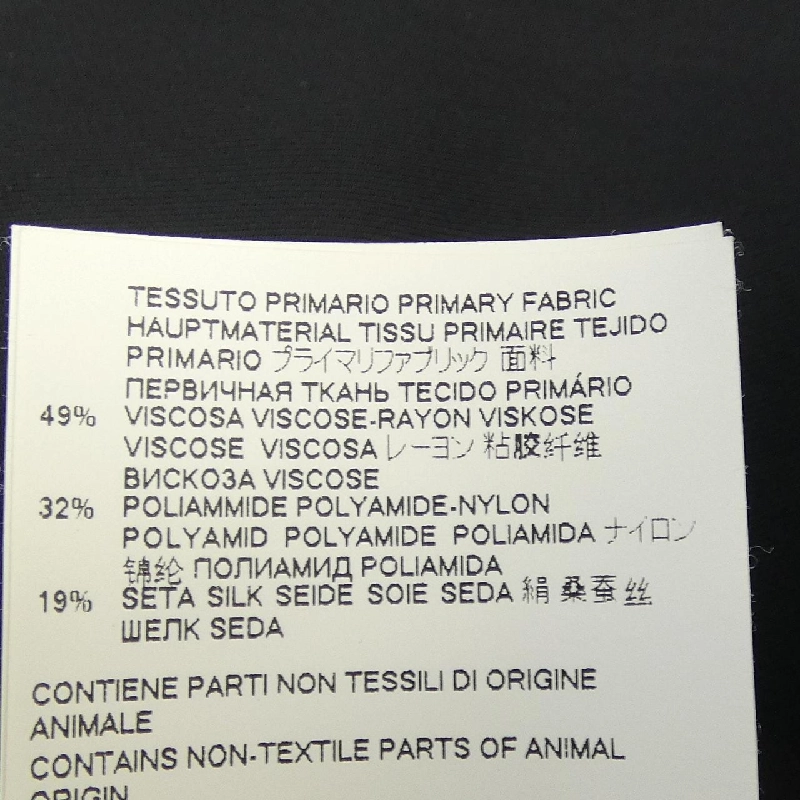 TESSUTO PRIMARIO PRIMARY FABRIC
HAUPTMATERIAL TISSU PRIMAIRE TEJIDO
PRIMARIO プライマリファブリック 面料
ПЕРВИЧНАЯ ТКАНЬ TECIDO PRIMÁRIO
49% VISCOSA VISCOSE-RAYON VISKOSE
VISCOSE VISCOSA レーヨン 粘胶纤维
ВИСКОЗА VISCOSE
32% POLIAMMIDE POLYAMIDE-NYLON
POLYAMID POLYAMIDE POLIAMIDA ナイロン
锦纶 ПОЛИАМИД POLIAMIDA
19% SETA SILK SEIDE SOIE SEDA 絹 桑蚕丝
ШЕЛК SEDA
CONTIENE PARTI NON TESSILI DI ORIGINE
ANIMALE
CONTAINS NON-TEXTILE PARTS OF ANIMAL
ORIGIN